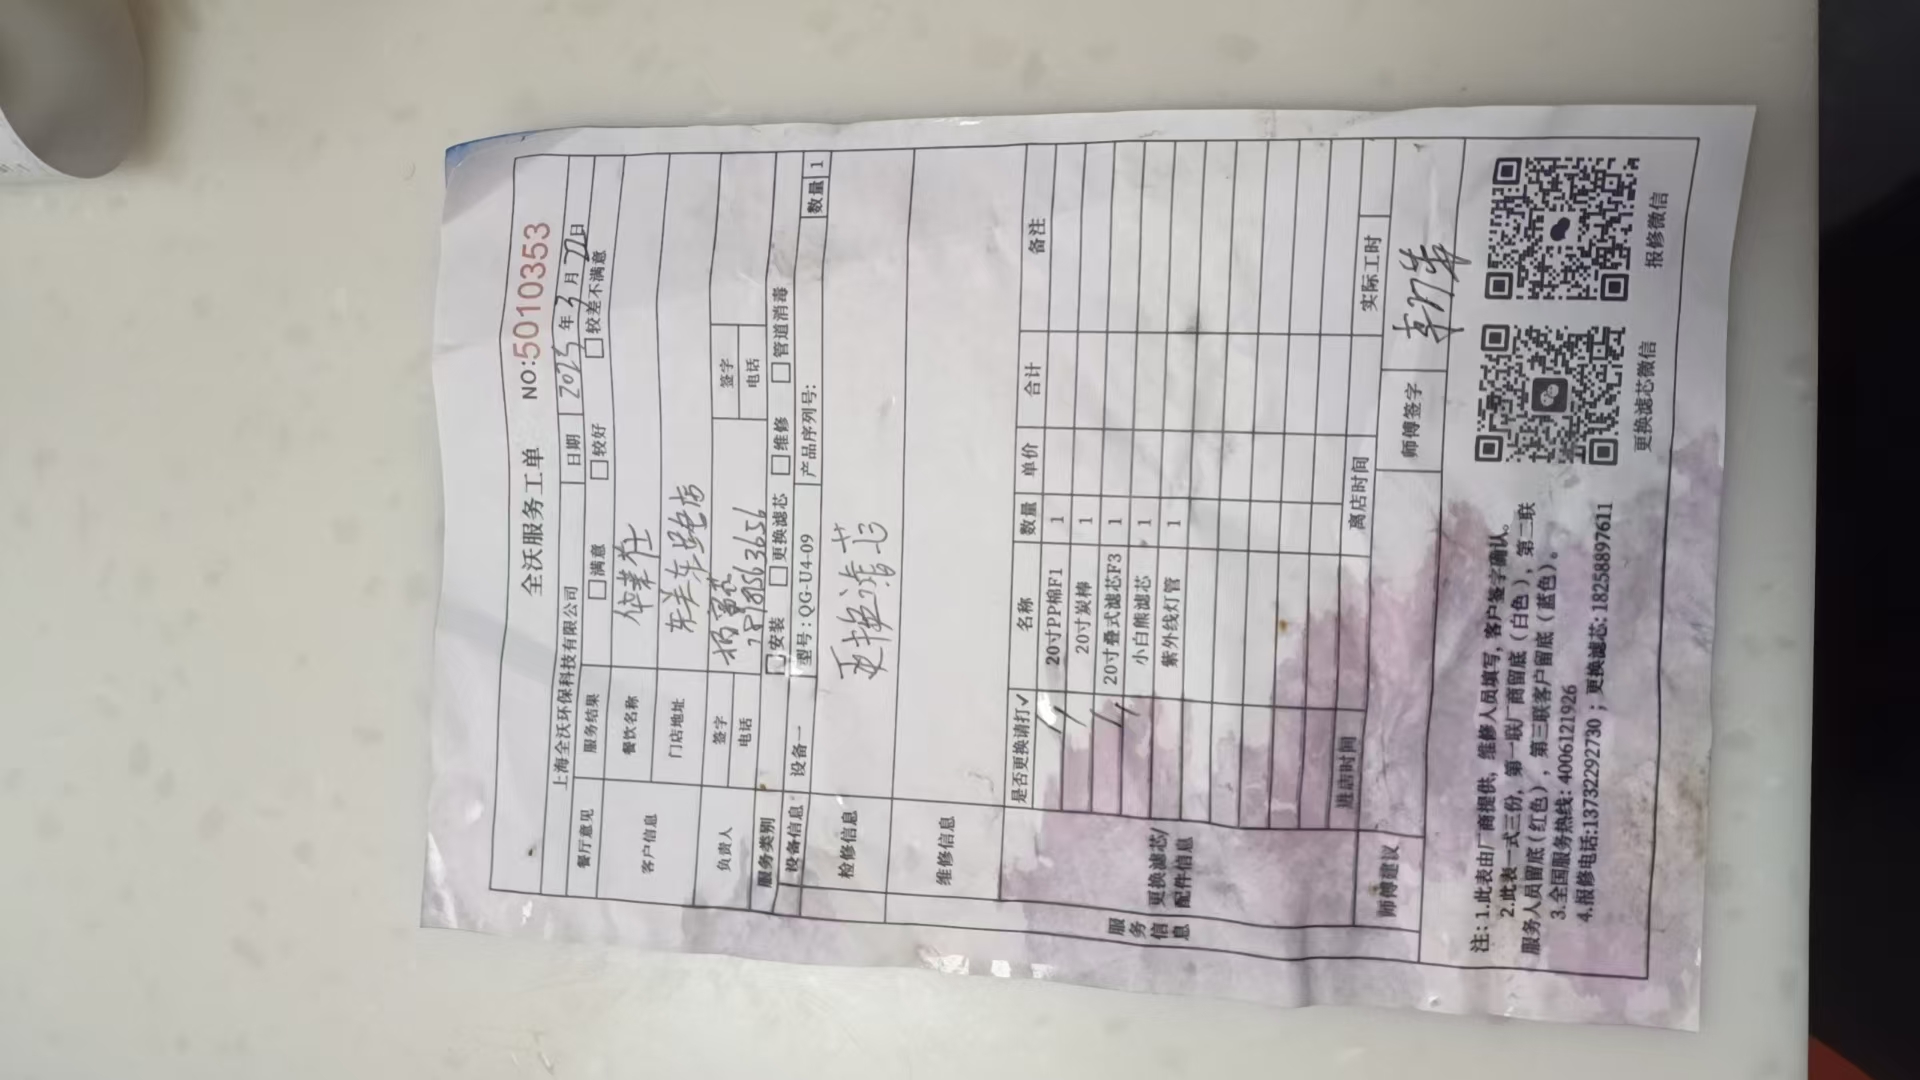 全沃服务工单 NO:5010353
上海全沃环保科技有限公司 日期 2025年3月22日
餐厅意见 服务结果 □满意 □较好 □较差不满意
客户信息 餐饮名称
门店地址
负责人 签字 签字
电话 电话
服务类别 □安装 □更换滤芯 □维修 □管道消毒
设备信息 设备一 型号:QG-U4-09 产品序列号: 数量 1
检修信息 更换滤芯
维修信息
服务信息
更换滤芯/配件信息
是否更换请打√ 名称 数量 单价 合计 备注
√ 20寸PP棉F1 1
20寸炭棒 1
√ 20寸叠式滤芯F3 1
小白熊滤芯 1
紫外线灯管 1
进店时间 离店时间 实际工时
师傅建议 师傅签字
注:1.此表由厂商提供,维修人员填写,客户签字确认。
2.此表一式三份,第一联厂商留底(白色),第二联
服务人员留底(红色),第三联客户留底(蓝色)。
3.全国服务热线:4006121926
4.报修电话:13732292730;更换滤芯:18258897611
更换滤芯微信 报修微信